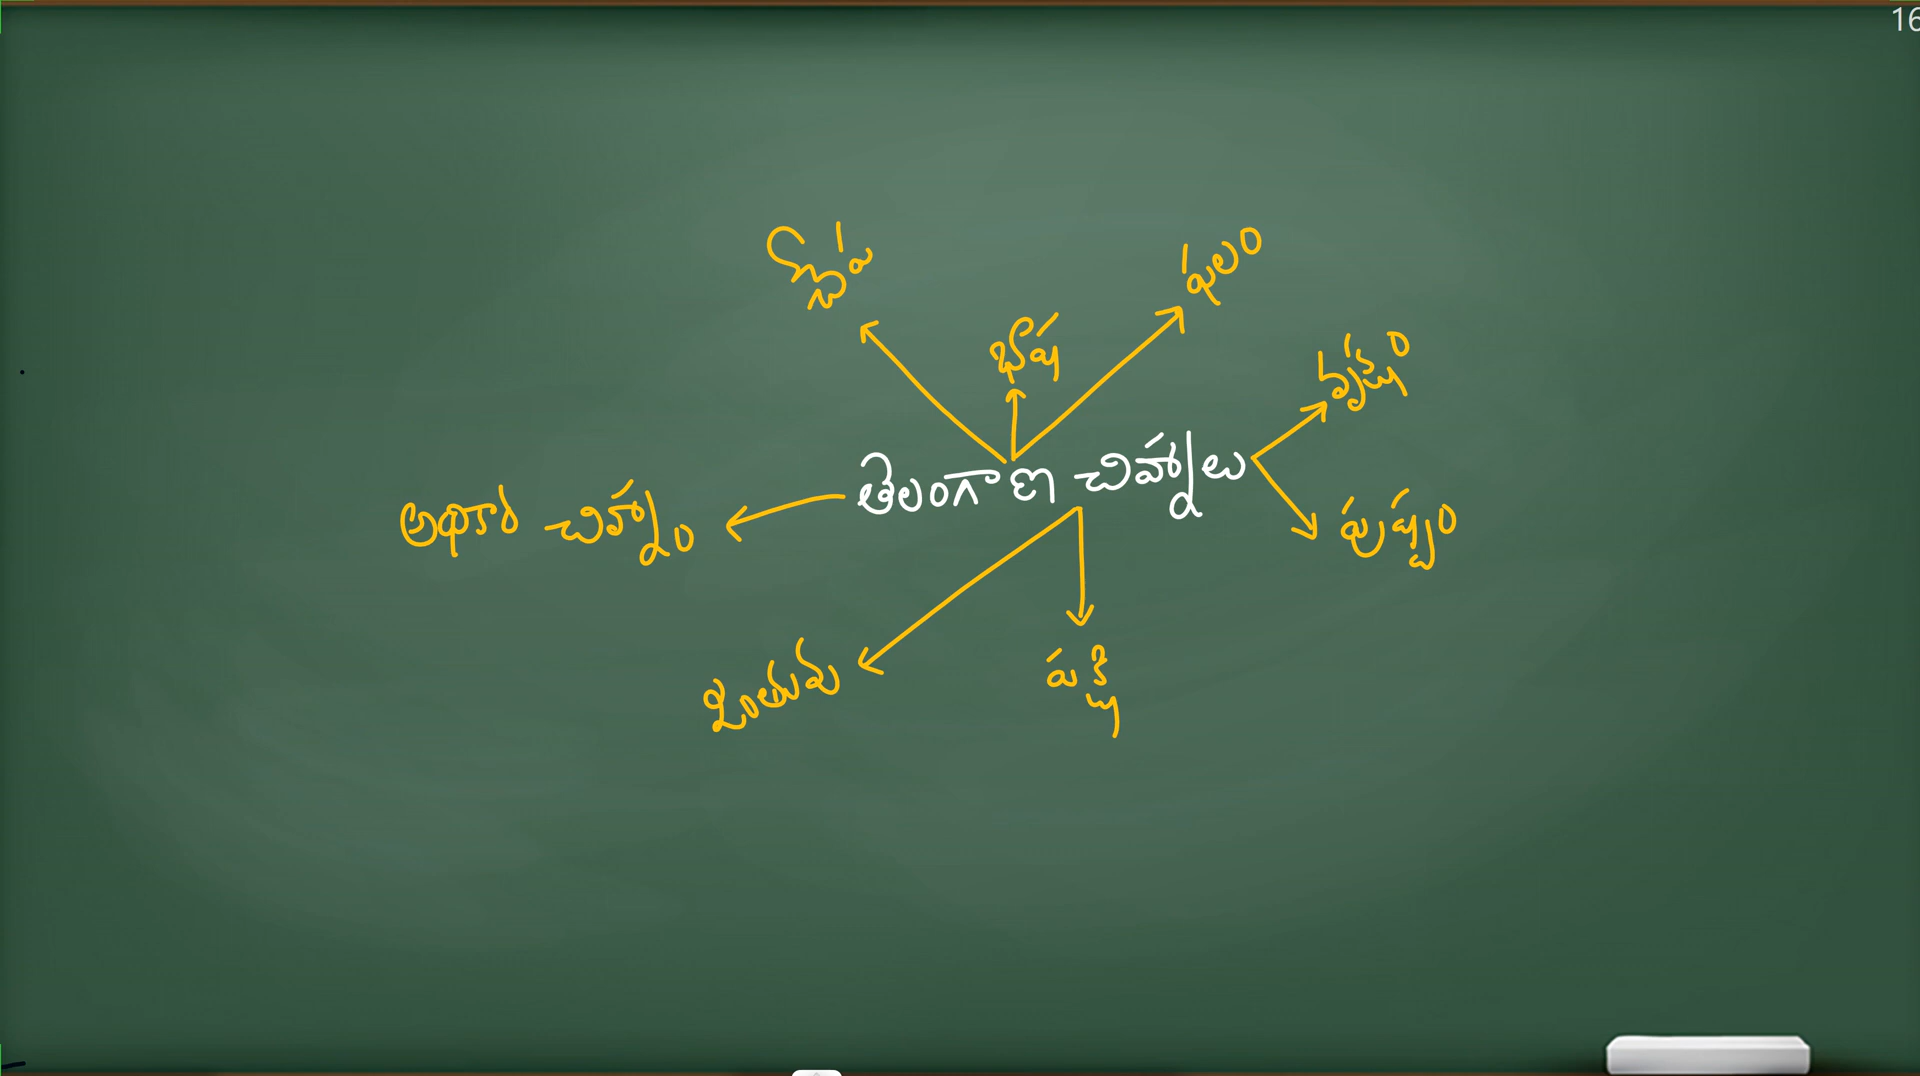 16
చేప
ఫలం
భాష
వృక్షం
తెలంగాణ చిహ్నాలు
అధికార చిహ్నం
పుష్పం
జంతువు
పక్షి